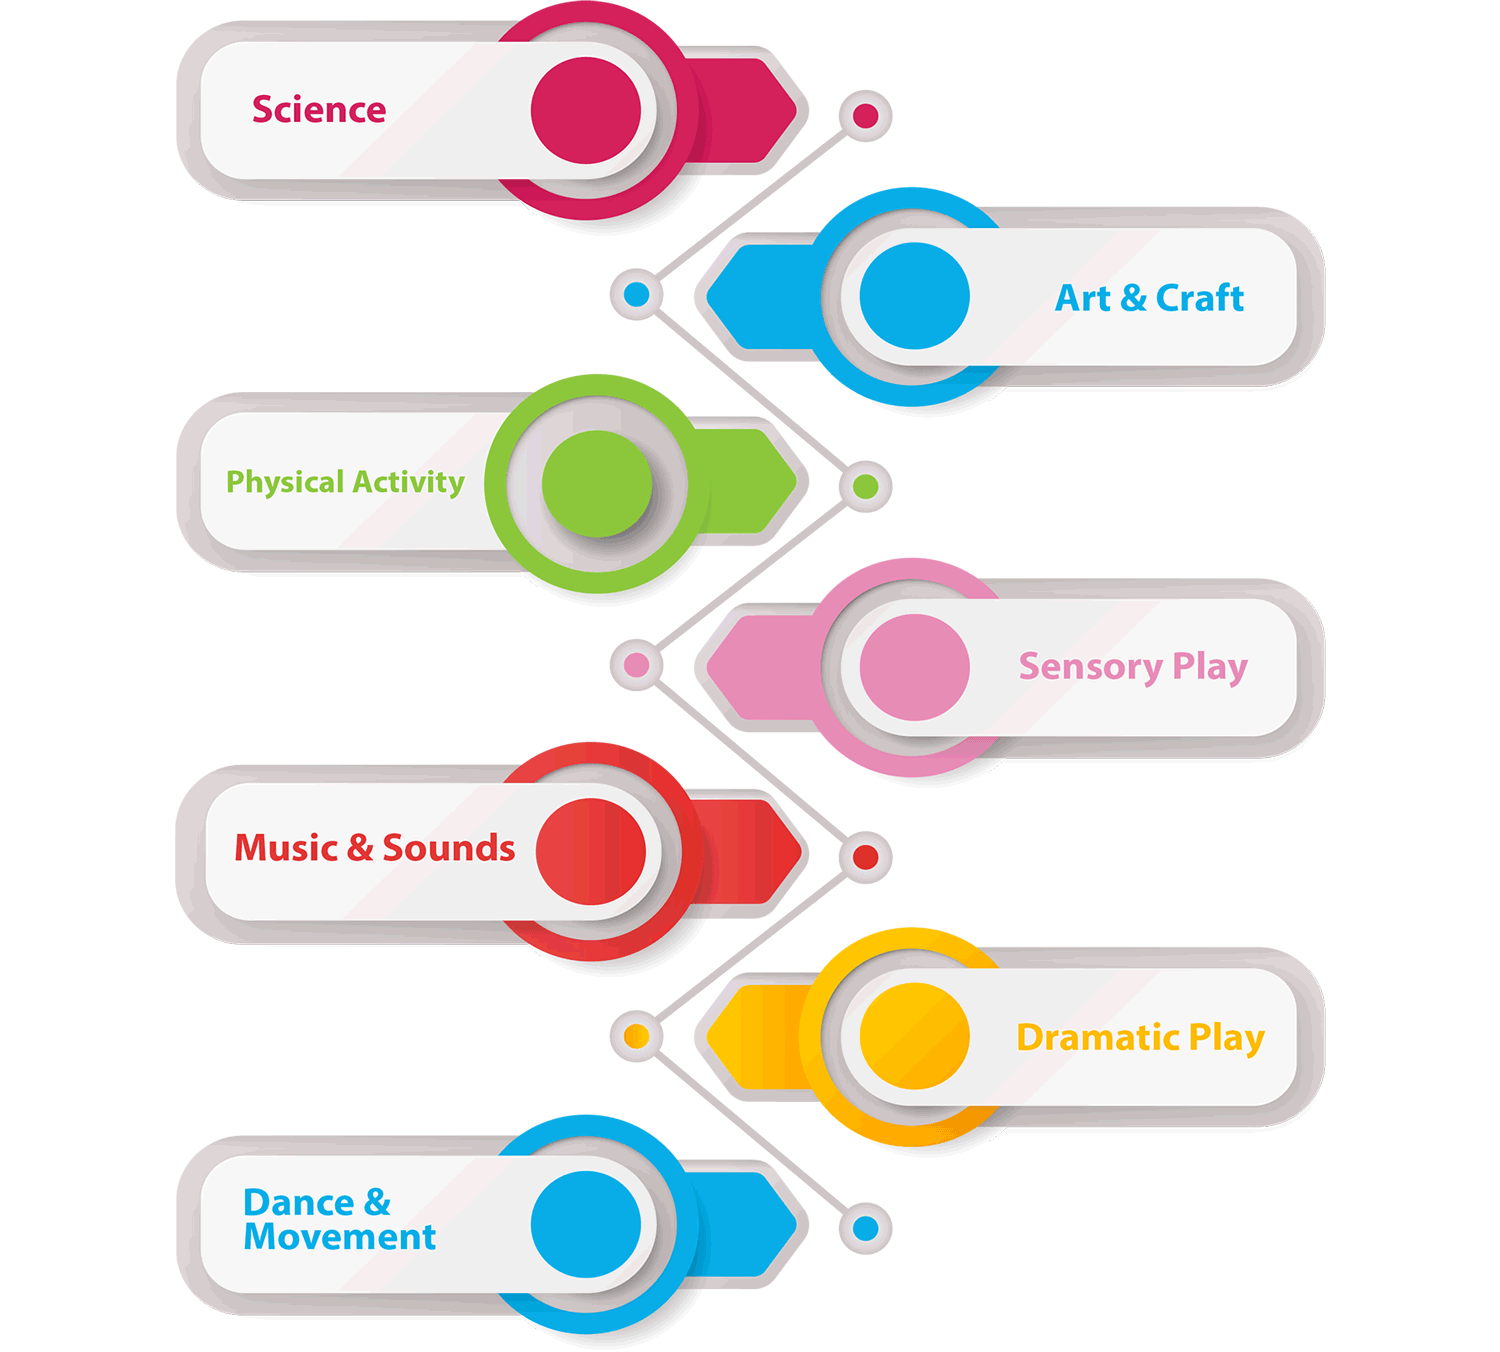 Science
Art & Craft
Physical Activity
Sensory Play
Music & Sounds
Dramatic Play
Dance &
Movement